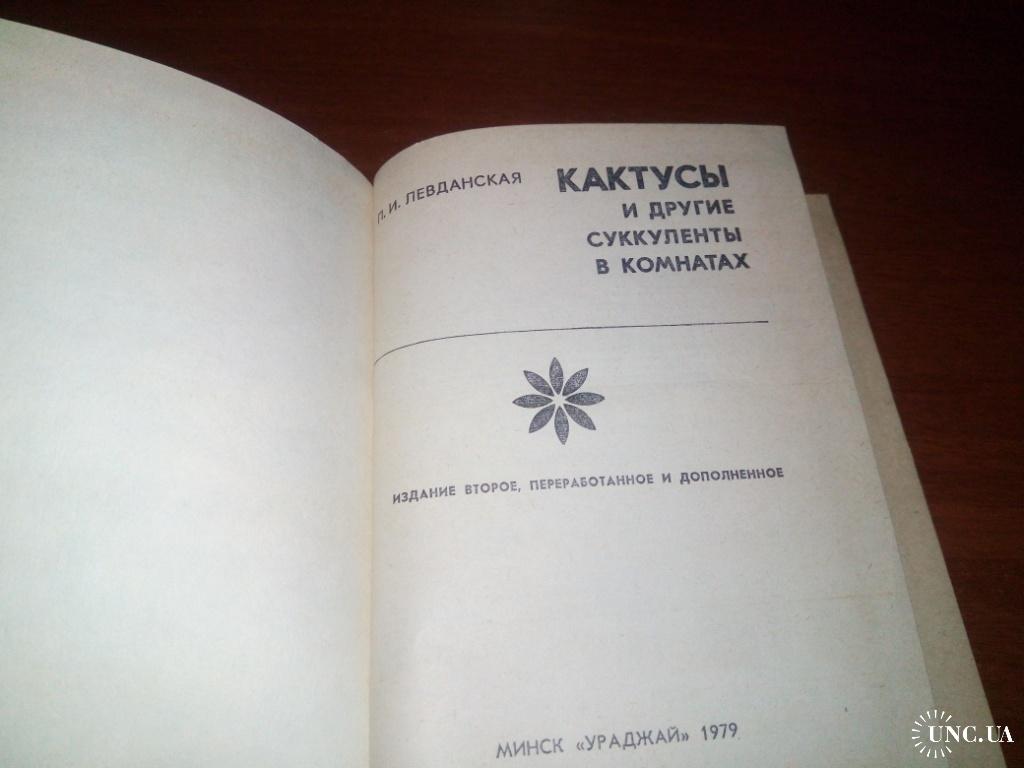 П. И. ЛЕВДАНСКАЯ
КАКТУСЫ
И ДРУГИЕ
СУККУЛЕНТЫ
В КОМНАТАХ
ИЗДАНИЕ ВТОРОЕ, ПЕРЕРАБОТАННОЕ И ДОПОЛНЕННОЕ
МИНСК «УРАДЖАЙ» 1979
UNC.UA